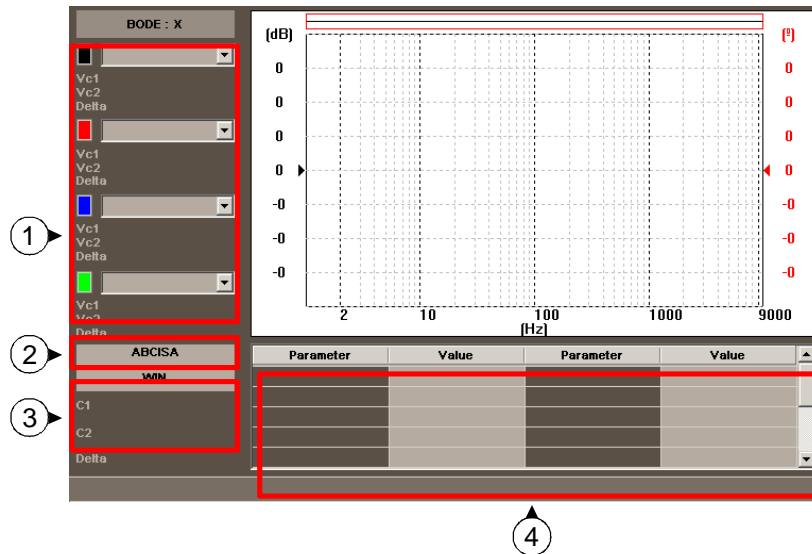 BODE : X
Vc1
Vc2
Delta
Vc1
Vc2
Delta
Vc1
Vc2
Delta
Vc1
Vc2
Delta
1
ABCISA
2
WIN
C1
3
C2
Delta
(dB) (º)
0 0
0 0
0 0
0 0
-0 -0
-0 -0
-0 -0
2 10 100 1000 9000
(Hz)
Parameter Value Parameter Value
4